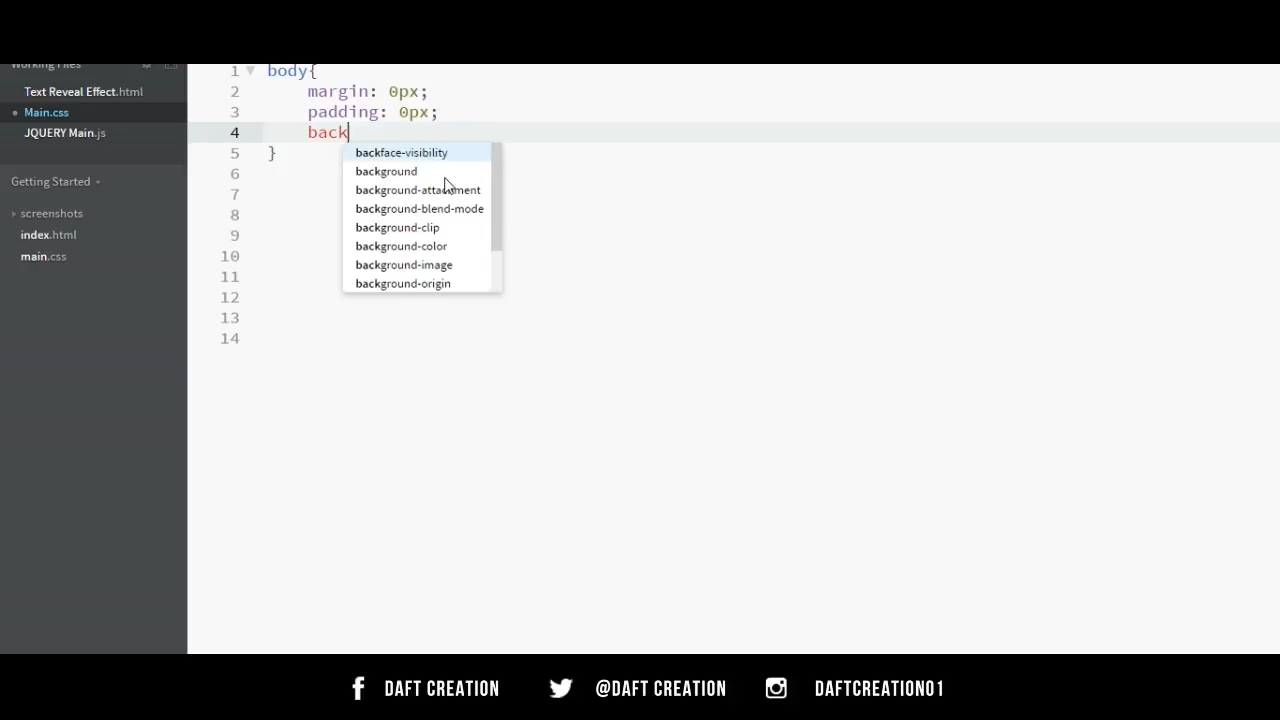 Working Files
Text Reveal Effect.html
Main.css
JQUERY Main.js
Getting Started
screenshots
index.html
main.css
1 body{
2 margin: 0px;
3 padding: 0px;
4 back
5 }
6
7
8
9
10
11
12
13
14
backface-visibility
background
background-attachment
background-blend-mode
background-clip
background-color
background-image
background-origin
DAFT CREATION @DAFT CREATION DAFTCREATION01